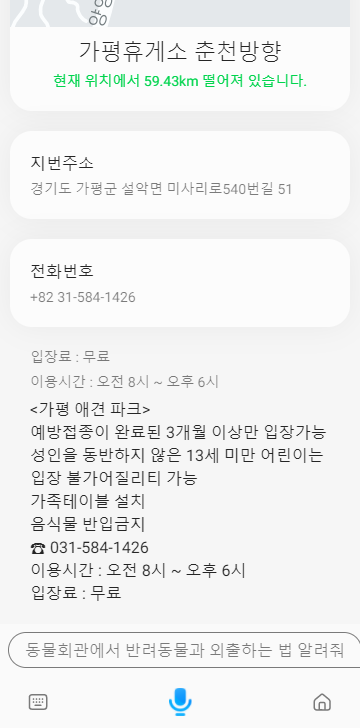 양양
가평휴게소 춘천방향
현재 위치에서 59.43km 떨어져 있습니다.
지번주소
경기도 가평군 설악면 미사리로540번길 51
전화번호
+82 31-584-1426
입장료 : 무료
이용시간 : 오전 8시 ~ 오후 6시
<가평 애견 파크>
예방접종이 완료된 3개월 이상만 입장가능
성인을 동반하지 않은 13세 미만 어린이는
입장 불가어질리티 가능
가족테이블 설치
음식물 반입금지
☎ 031-584-1426
이용시간 : 오전 8시 ~ 오후 6시
입장료 : 무료
동물회관에서 반려동물과 외출하는 법 알려줘